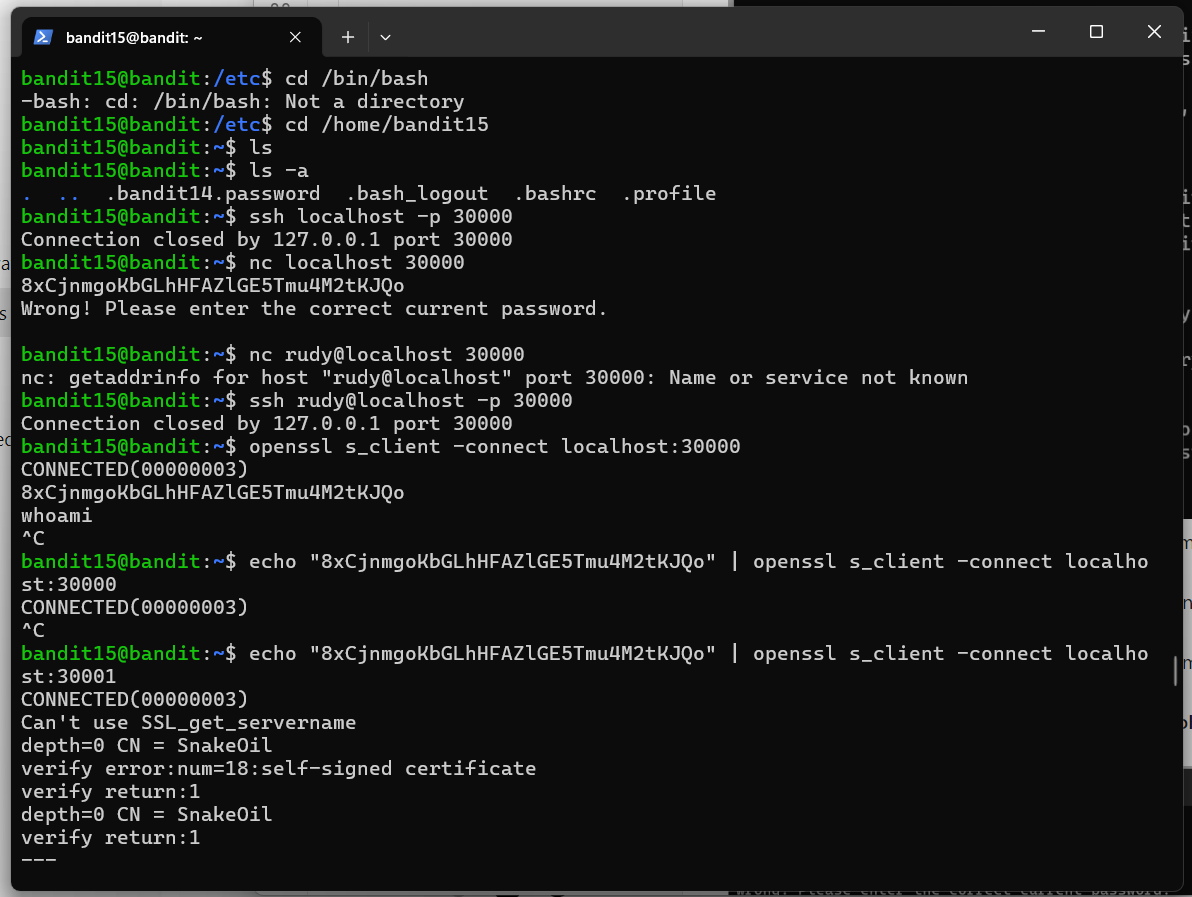 bandit15@bandit: ~
bandit15@bandit:/etc$ cd /bin/bash
-bash: cd: /bin/bash: Not a directory
bandit15@bandit:/etc$ cd /home/bandit15
bandit15@bandit:~$ ls
bandit15@bandit:~$ ls -a
.  ..  .bandit14.password  .bash_logout  .bashrc  .profile
bandit15@bandit:~$ ssh localhost -p 30000
Connection closed by 127.0.0.1 port 30000
bandit15@bandit:~$ nc localhost 30000
8xCjnmgoKbGLhHFAZlGE5Tmu4M2tKJQo
Wrong! Please enter the correct current password.
bandit15@bandit:~$ nc rudy@localhost 30000
nc: getaddrinfo for host "rudy@localhost" port 30000: Name or service not known
bandit15@bandit:~$ ssh rudy@localhost -p 30000
Connection closed by 127.0.0.1 port 30000
bandit15@bandit:~$ openssl s_client -connect localhost:30000
CONNECTED(00000003)
8xCjnmgoKbGLhHFAZlGE5Tmu4M2tKJQo
whoami
^C
bandit15@bandit:~$ echo "8xCjnmgoKbGLhHFAZlGE5Tmu4M2tKJQo" | openssl s_client -connect localho
st:30000
CONNECTED(00000003)
^C
bandit15@bandit:~$ echo "8xCjnmgoKbGLhHFAZlGE5Tmu4M2tKJQo" | openssl s_client -connect localho
st:30001
CONNECTED(00000003)
Can't use SSL_get_servername
depth=0 CN = SnakeOil
verify error:num=18:self-signed certificate
verify return:1
depth=0 CN = SnakeOil
verify return:1
---